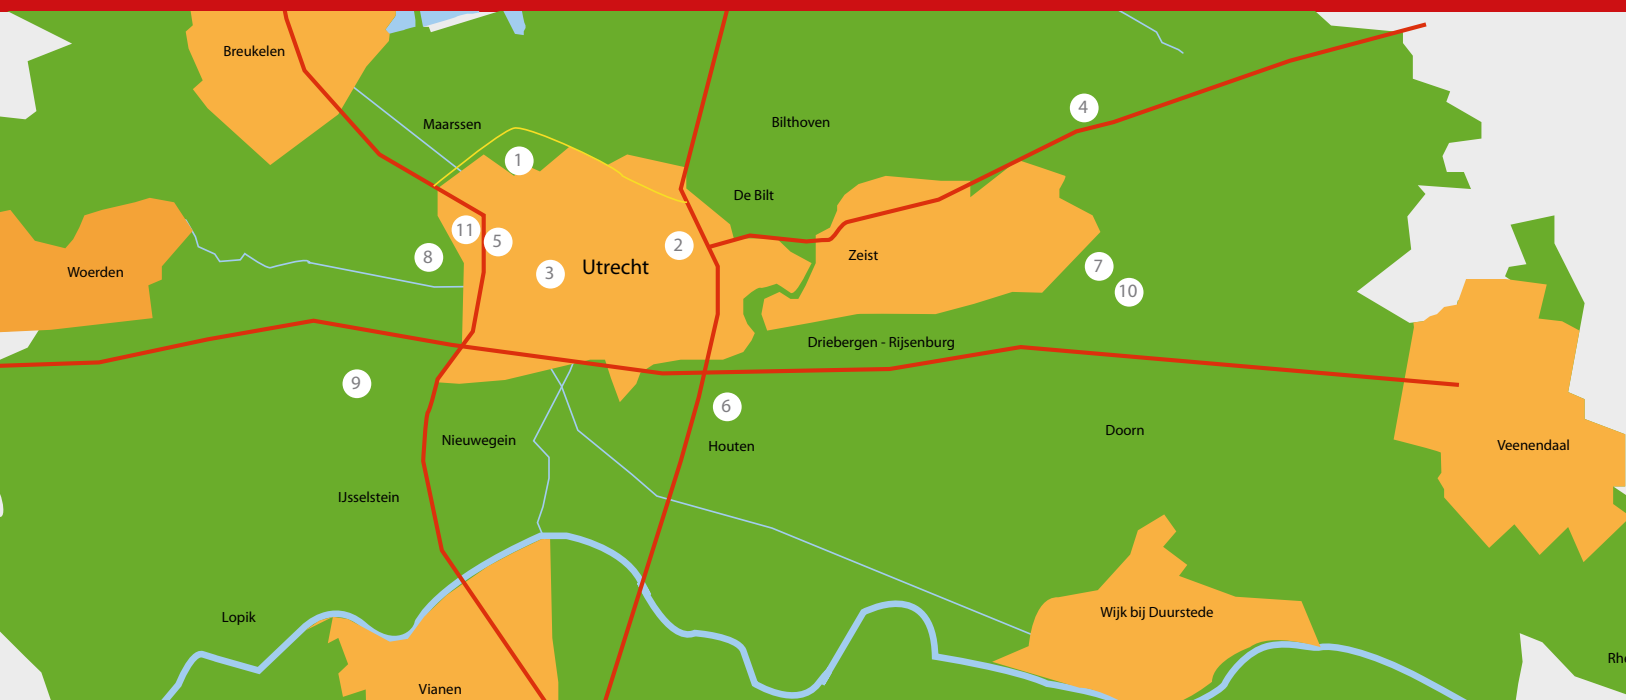 Breukelen
4
Maarssen
Bilthoven
1
De Bilt
11
5
2
8
Zeist
3
Utrecht
7
Woerden
10
Driebergen - Rijsenburg
9
6
Doorn
Nieuwegein
Houten
Veenendaal
IJsselstein
Wijk bij Duurstede
Lopik
Vianen